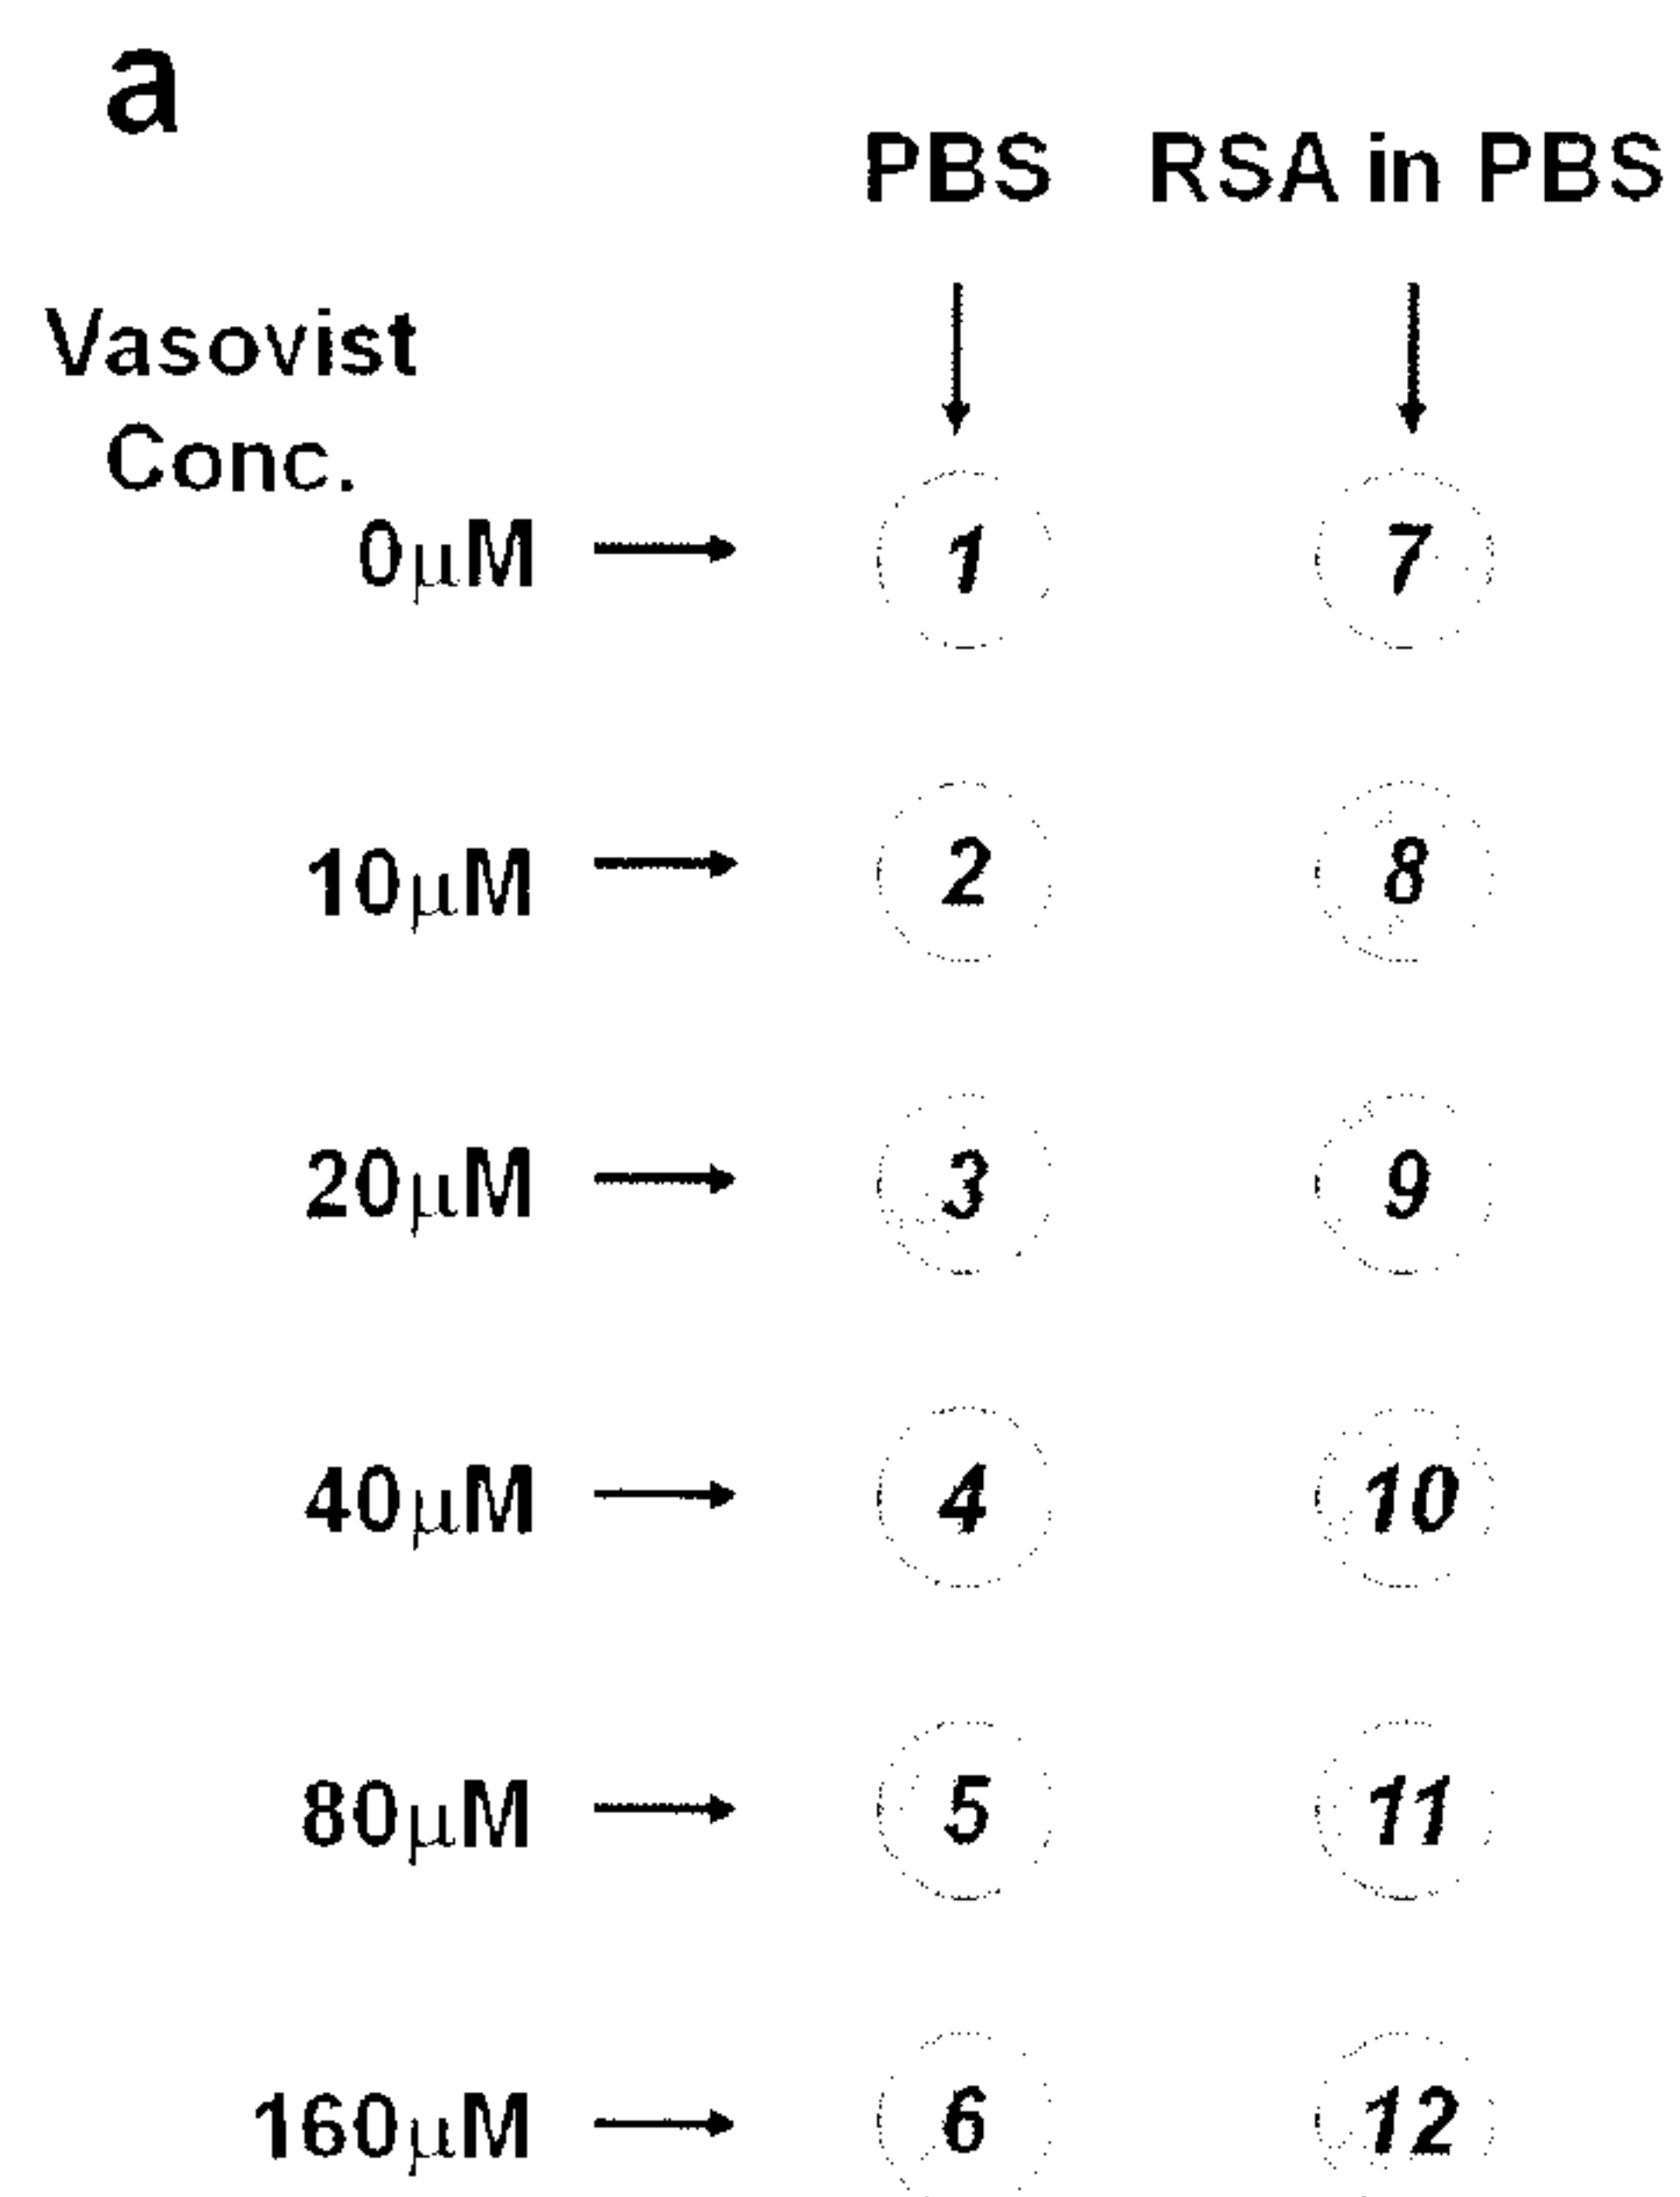 a
PBS RSA in PBS
Vasovist
Conc.
0μM 1 7
10μM 2 8
20μM 3 9
40μM 4 10
80μM 5 11
160μM 6 12